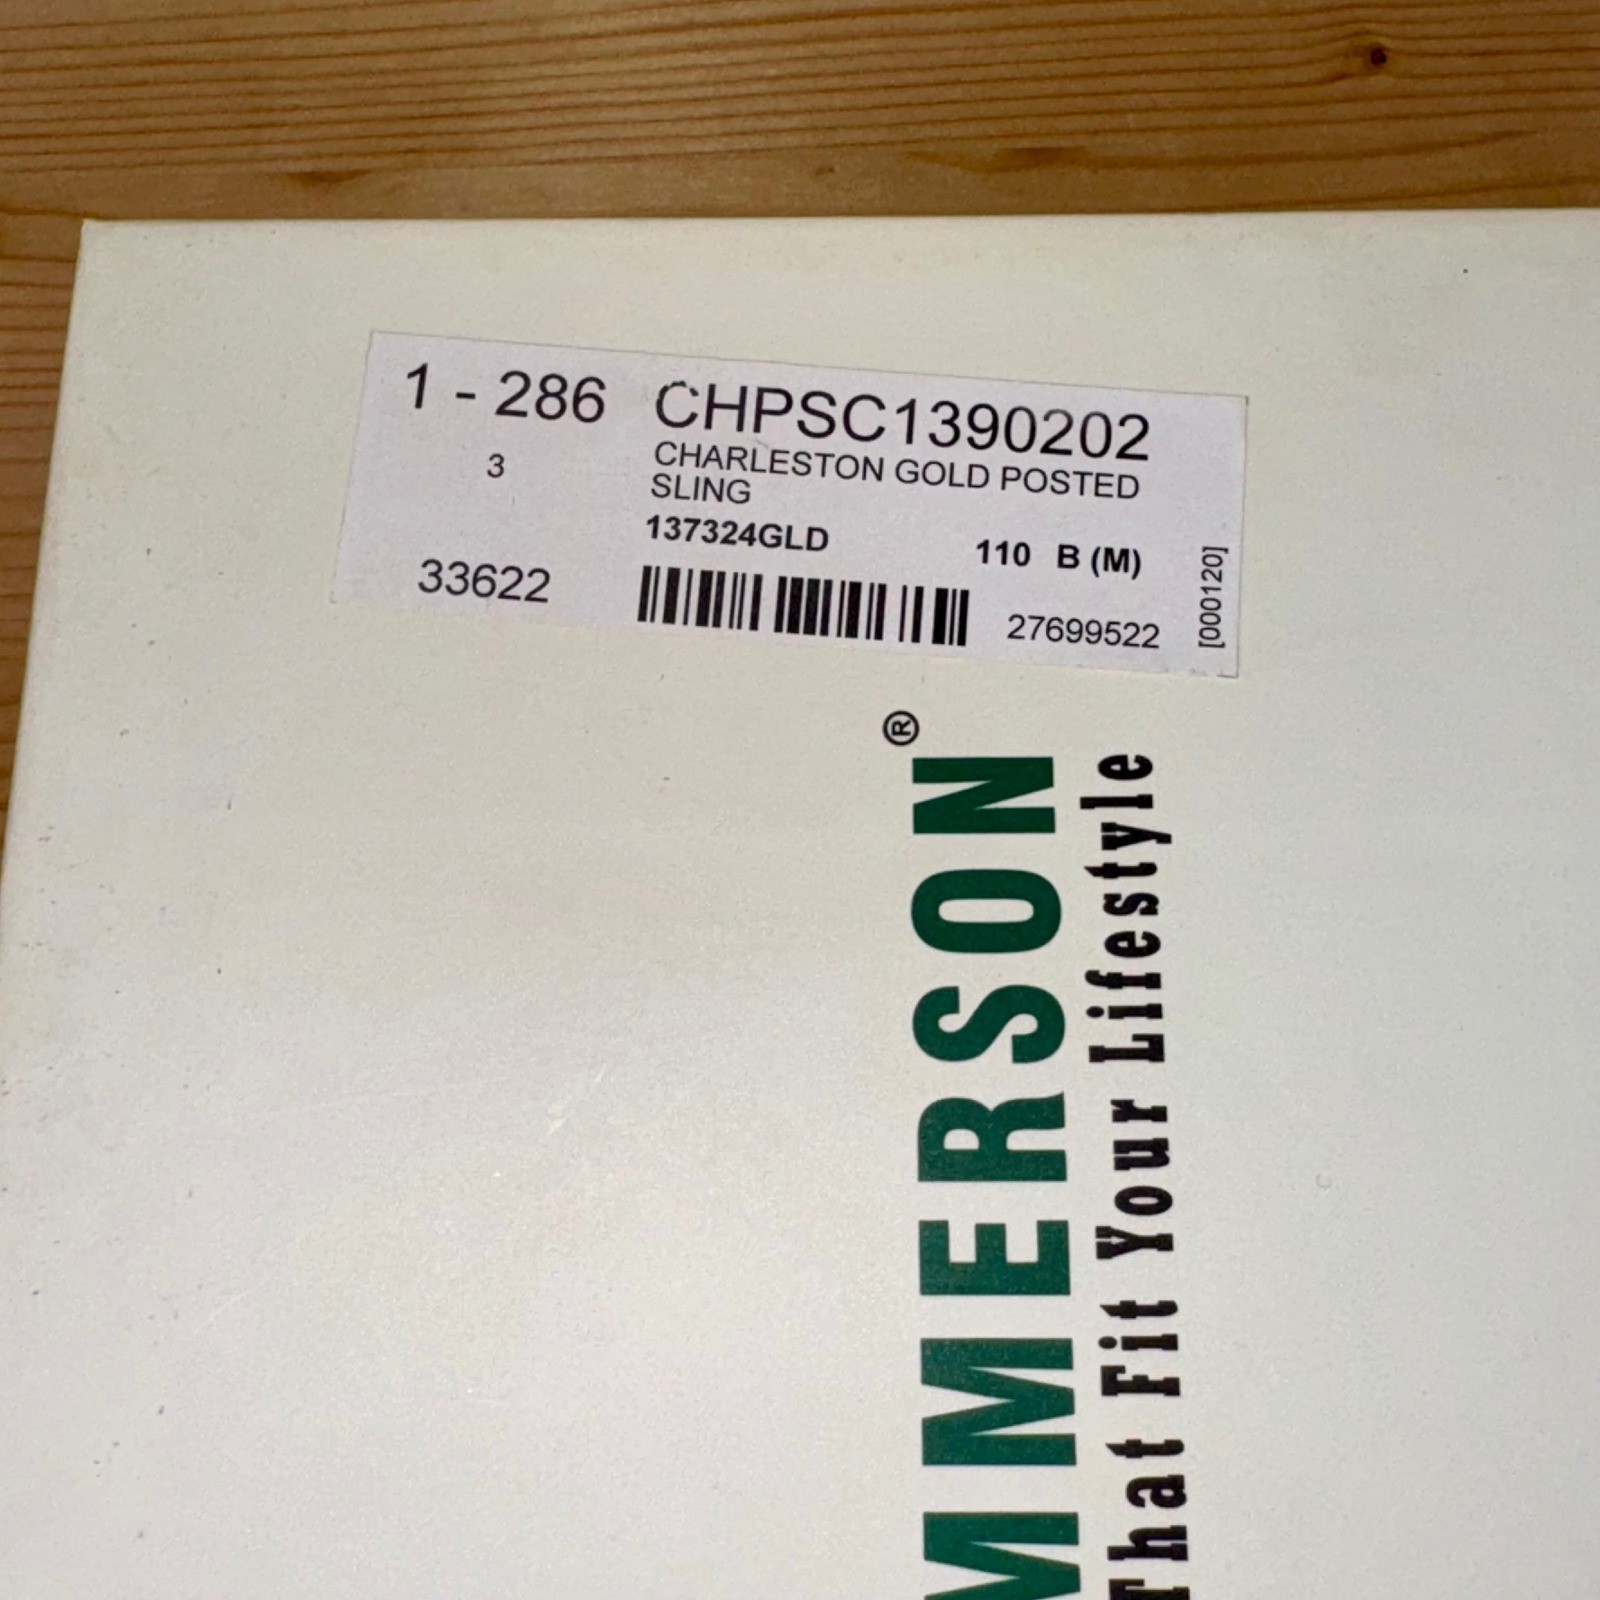 1 - 286 CHPSC1390202
3 CHARLESTON GOLD POSTED
SLING
137324GLD 110 B (M)
33622 27699522
[000120]
MMERSON®
That Fit Your Lifestyle